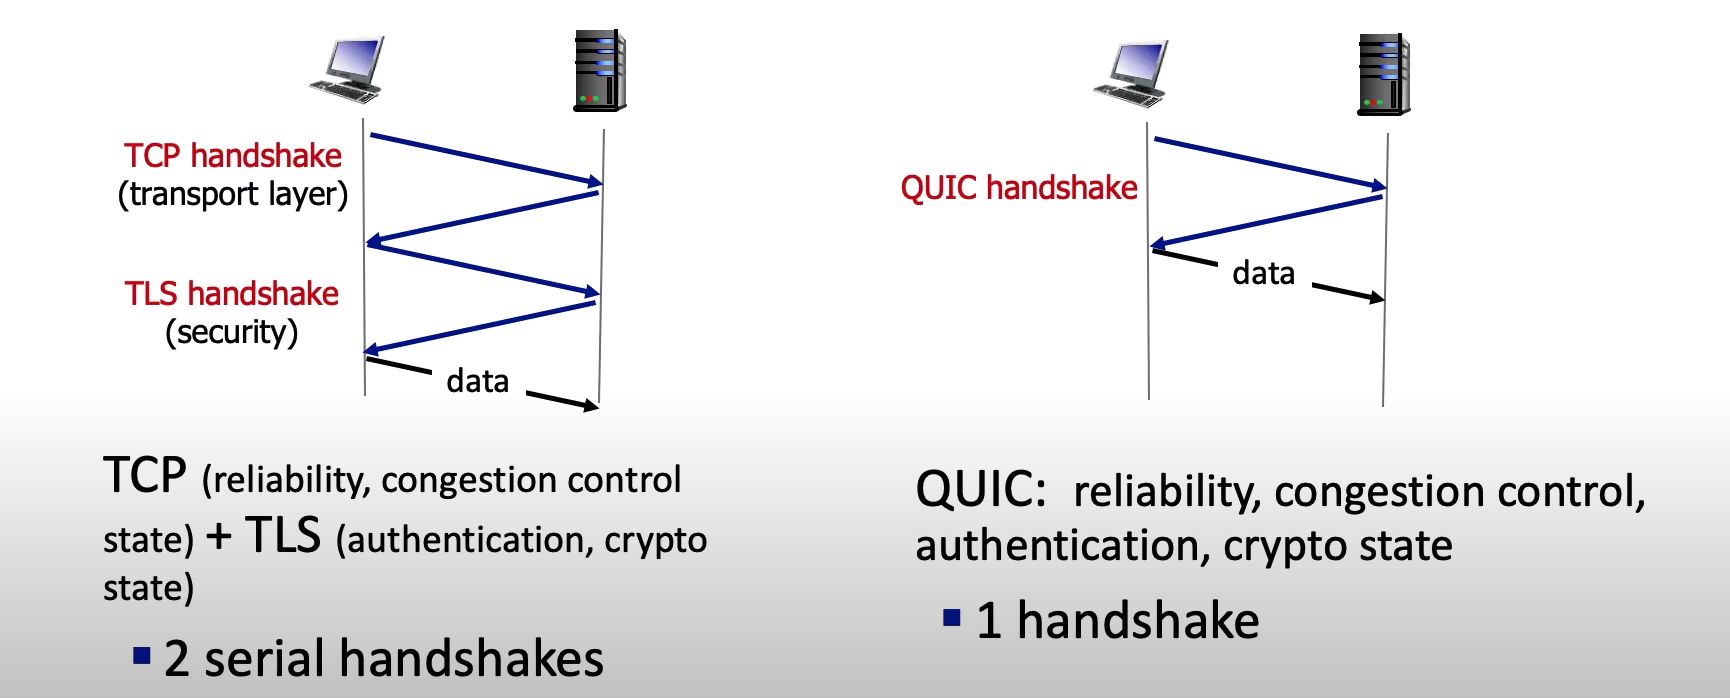 TCP handshake
(transport layer)
TLS handshake
(security)
data
TCP (reliability, congestion control
state) + TLS (authentication, crypto
state)
▪ 2 serial handshakes
QUIC handshake
data
QUIC: reliability, congestion control,
authentication, crypto state
▪ 1 handshake